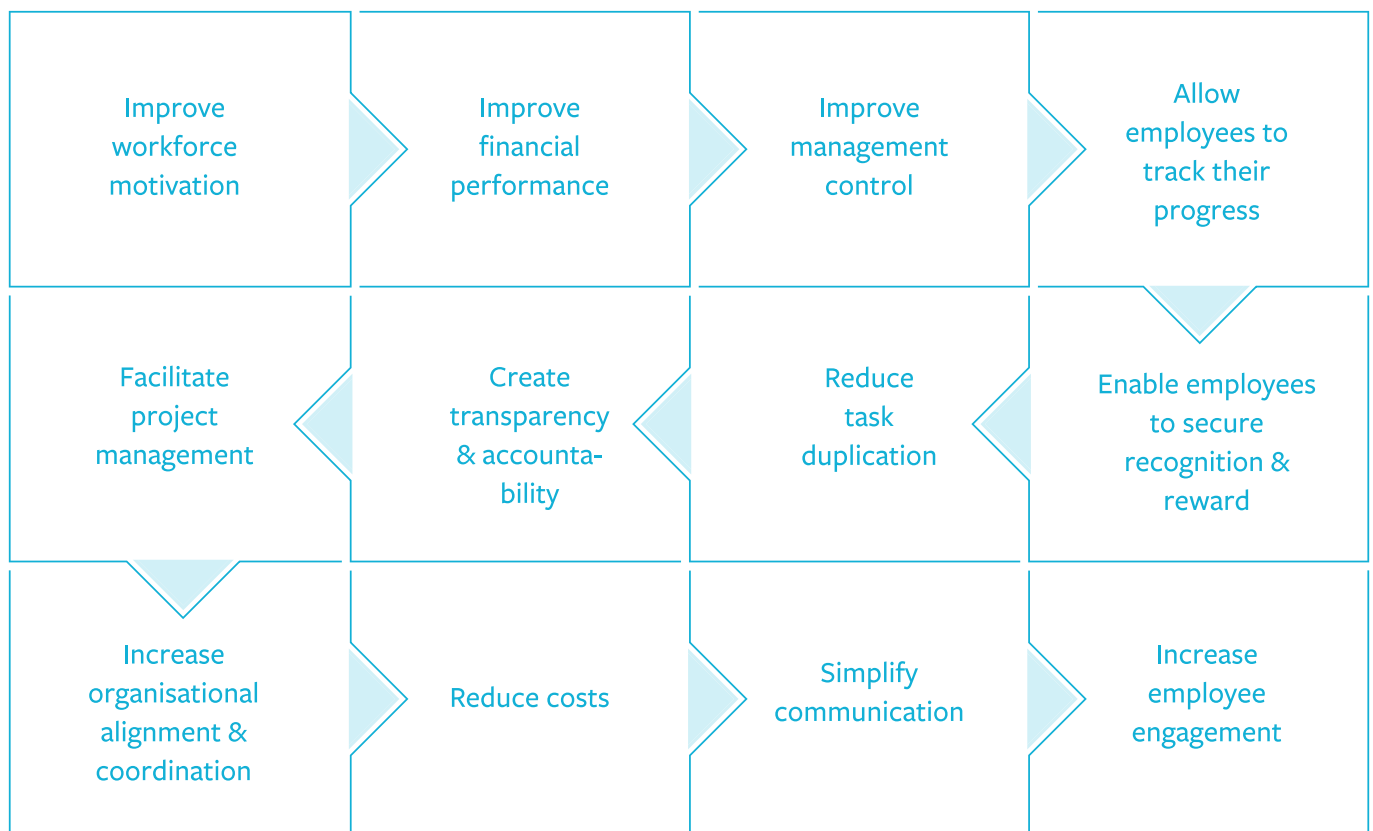 Improve
workforce
motivation
Improve
financial
performance
Improve
management
control
Allow
employees to
track their
progress
Enable employees
to secure
recognition &
reward
Reduce
task
duplication
Create
transparency
& accounta-
bility
Facilitate
project
management
Increase
organisational
alignment &
coordination
Reduce costs
Simplify
communication
Increase
employee
engagement